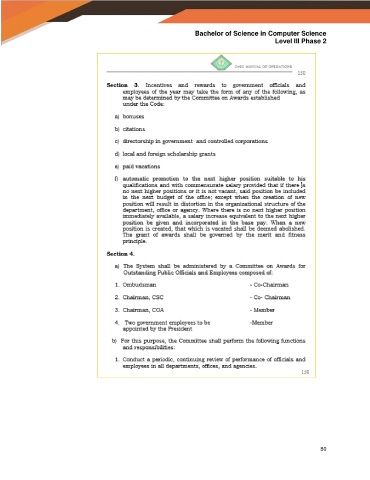 Bachelor of Science in Computer Science
Level III Phase 2
CHED MANUAL OF OPERATIONS
Section 3. Incentives and rewards to government officials and
employees of the year may take the form of any of the following, as
may be determined by the Committee on Awards established
under the Code:
a) bonuses
b) citations
c) directorship in government and controlled corporations
d) local and foreign scholarship grants
e) paid vacations
f) automatic promotion to the next higher position suitable to his
qualifications and with commensurate salary provided that if there is
no next higher positions or it is not vacant, said position be included
in the next budget of the office; except when the creation of new
position will result in distortion in the organizational structure of the
department, office or agency. Where there is no next higher position
immediately available, a salary increase equivalent to the next higher
position be given and incorporated in the base pay. When a new
position is created, that which is vacated shall be deemed abolished.
The grant of awards shall be governed by the merit and fitness
principle.
Section 4.
a) The System shall be administered by a Committee on Awards for
Outstanding Public Officials and Employees composed of:
1. Ombudsman - Co-Chairman
2. Chairman, CSC - Co- Chairman
3. Chairman, COA - Member
4. Two government employees to be -Member
appointed by the President
b) For this purpose, the Committee shall perform the following functions
and responsibilities:
1. Conduct a periodic, continuing review of performance of officials and
employees in all departments, offices, and agencies.
50